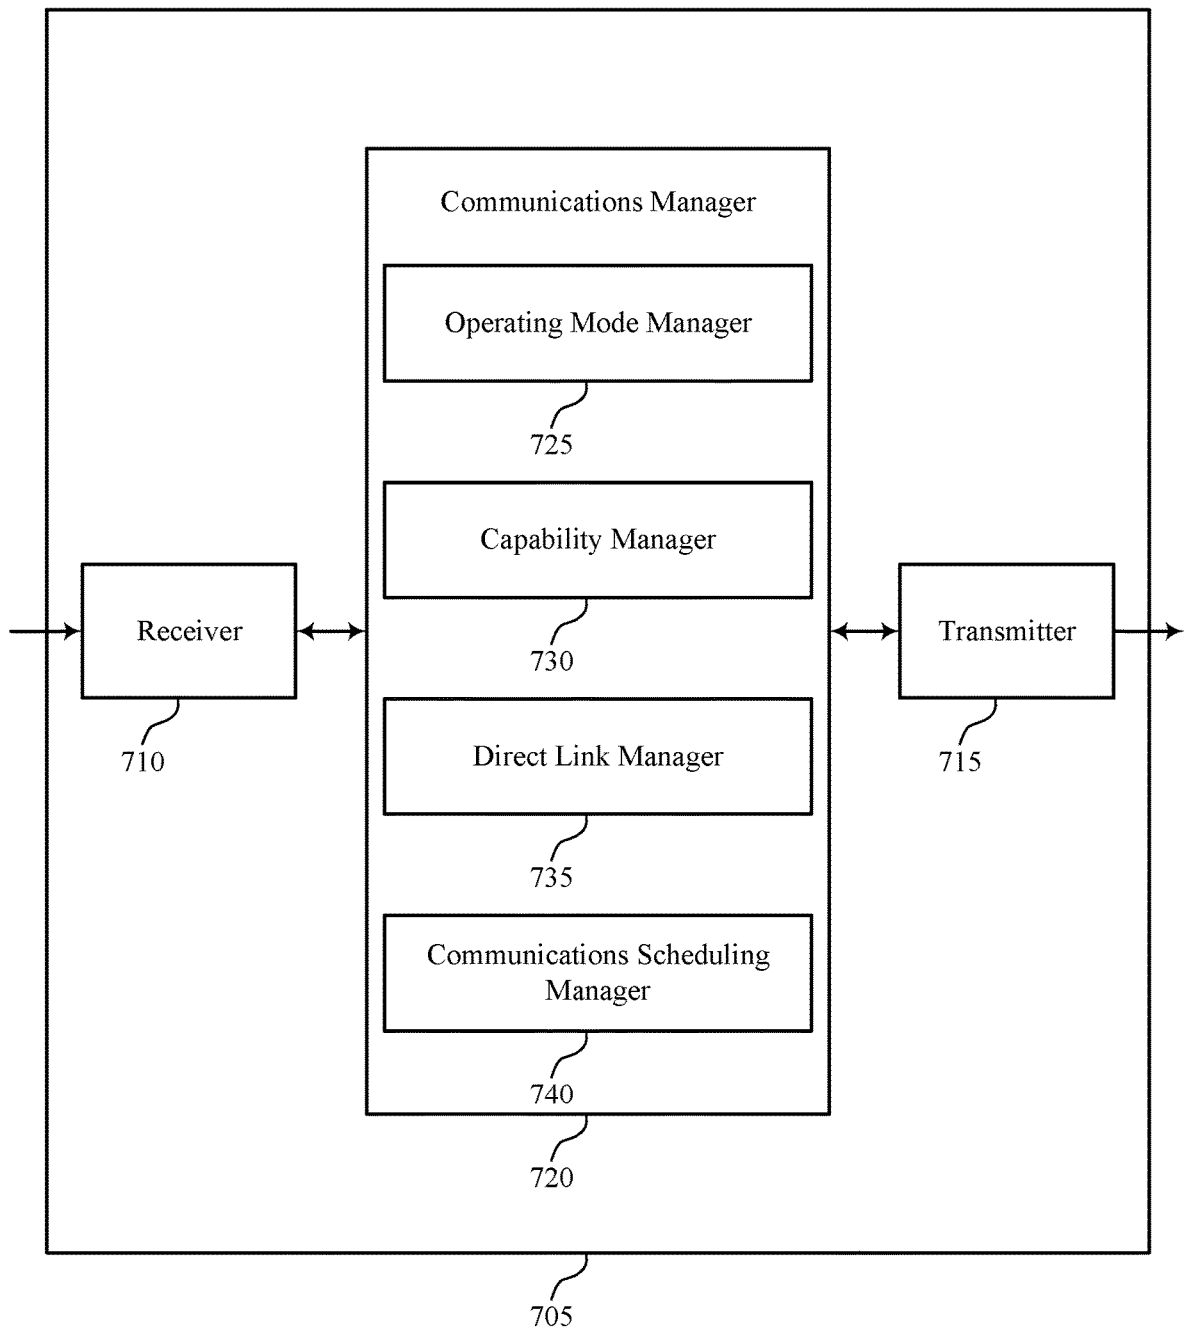 Communications Manager
Operating Mode Manager
725
Capability Manager
730
Receiver
710
Transmitter
715
Direct Link Manager
735
Communications Scheduling
Manager
740
720
705